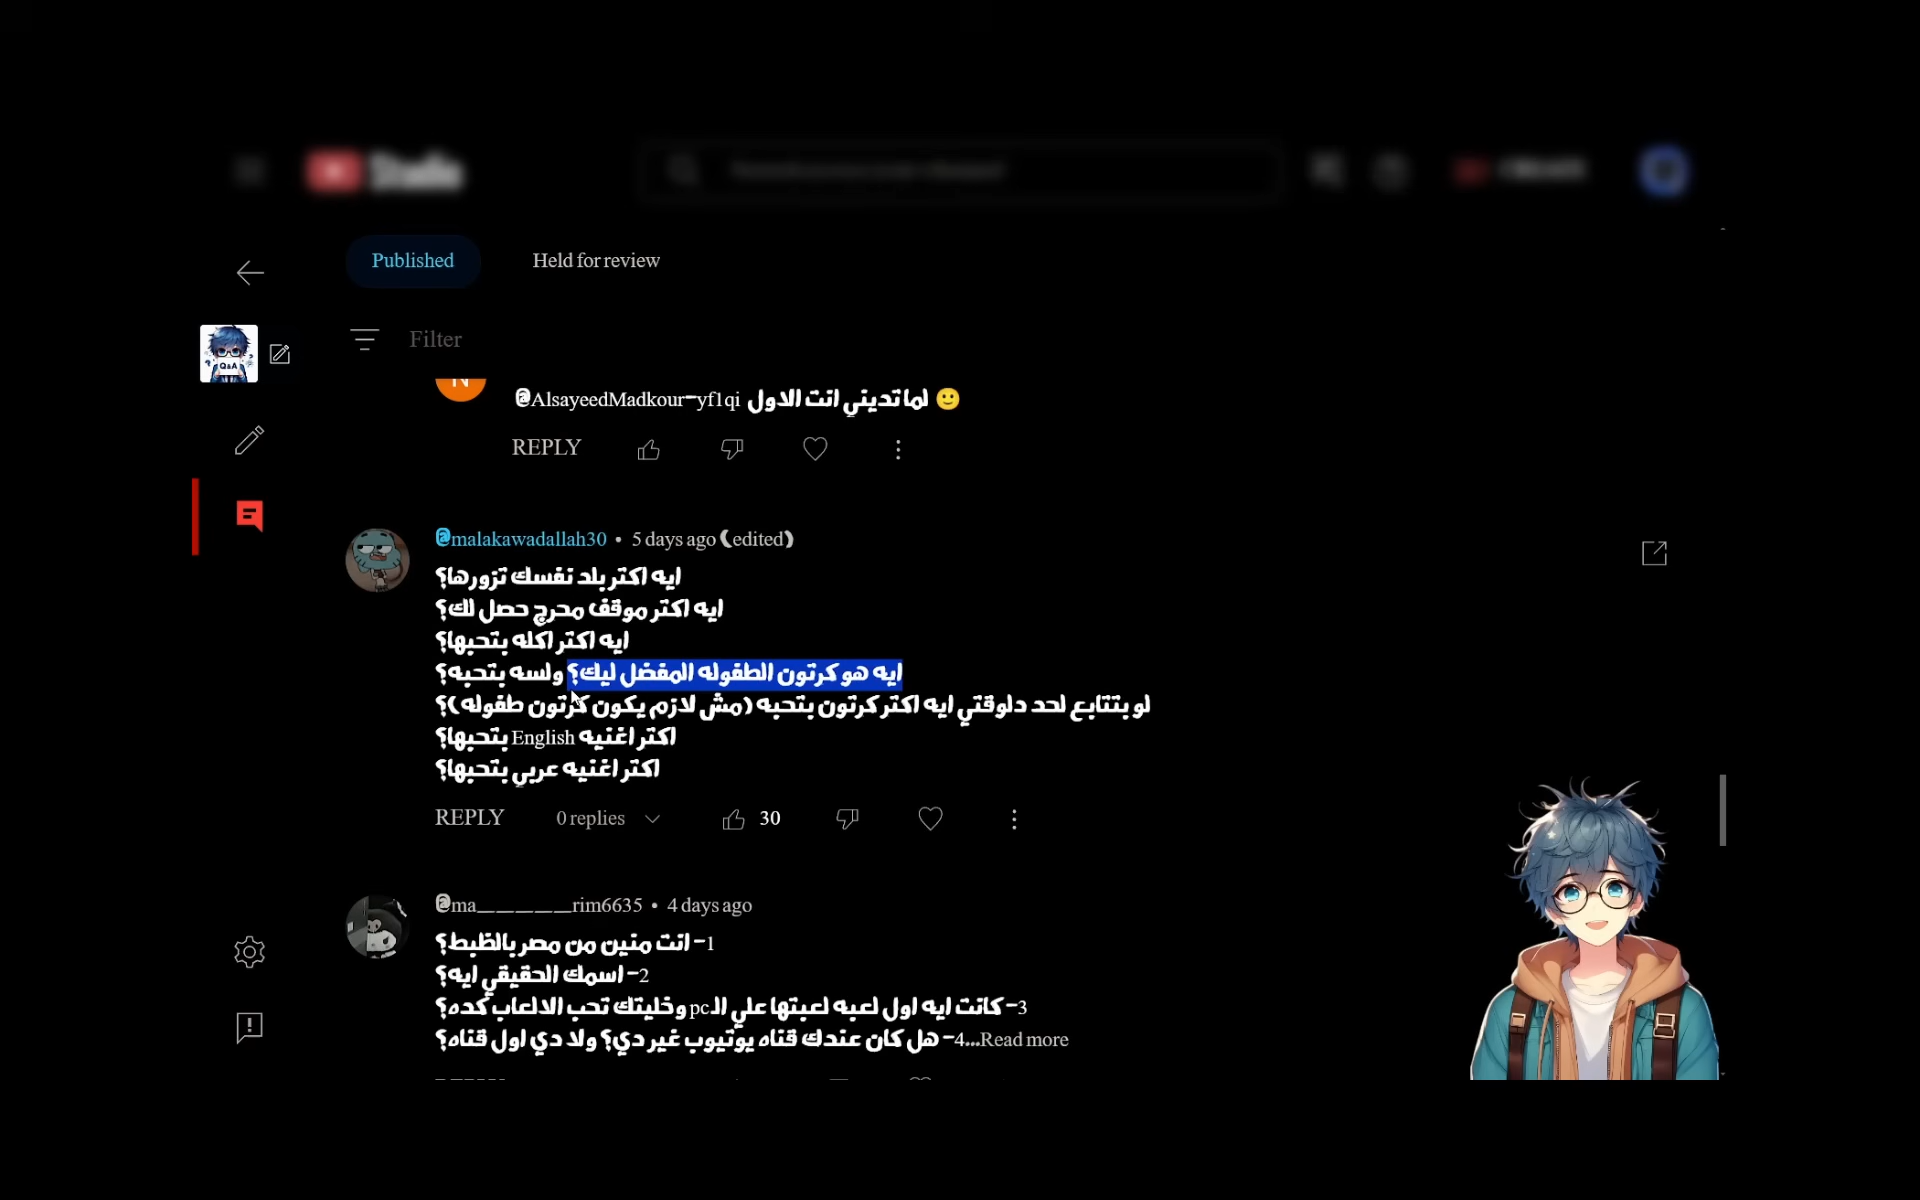 Studio
Published
Held for review
Filter
Q&A
@AlsayeedMadkour-yf1qi لما تديني انت الاول 🙂
REPLY
@malakawadallah30 • 5 days ago (edited)
ايه اكتر بلد نفسك تزورها؟
ايه اكتر موقف محرج حصل لك؟
ايه اكتر اكله بتحبها؟
ايه هو كرتون الطفوله المفضل ليك؟ ولسه بتحبه؟
لو بتتابع لحد دلوقتي ايه اكتر كرتون بتحبه (مش لازم يكون كرتون طفوله)؟
اكتر اغنيه English بتحبها؟
اكتر اغنيه عربي بتحبها؟
REPLY 0 replies 30
@ma______rim6635 • 4 days ago
1- انت منين من مصر بالظبط؟
2- اسمك الحقيقي ايه؟
3- كانت ايه اول لعبه لعبتها علي الـpc وخليتك تحب الالعاب كده؟
4- هل كان عندك قناه يوتيوب غير دي؟ ولا دي اول قناه؟...Read more